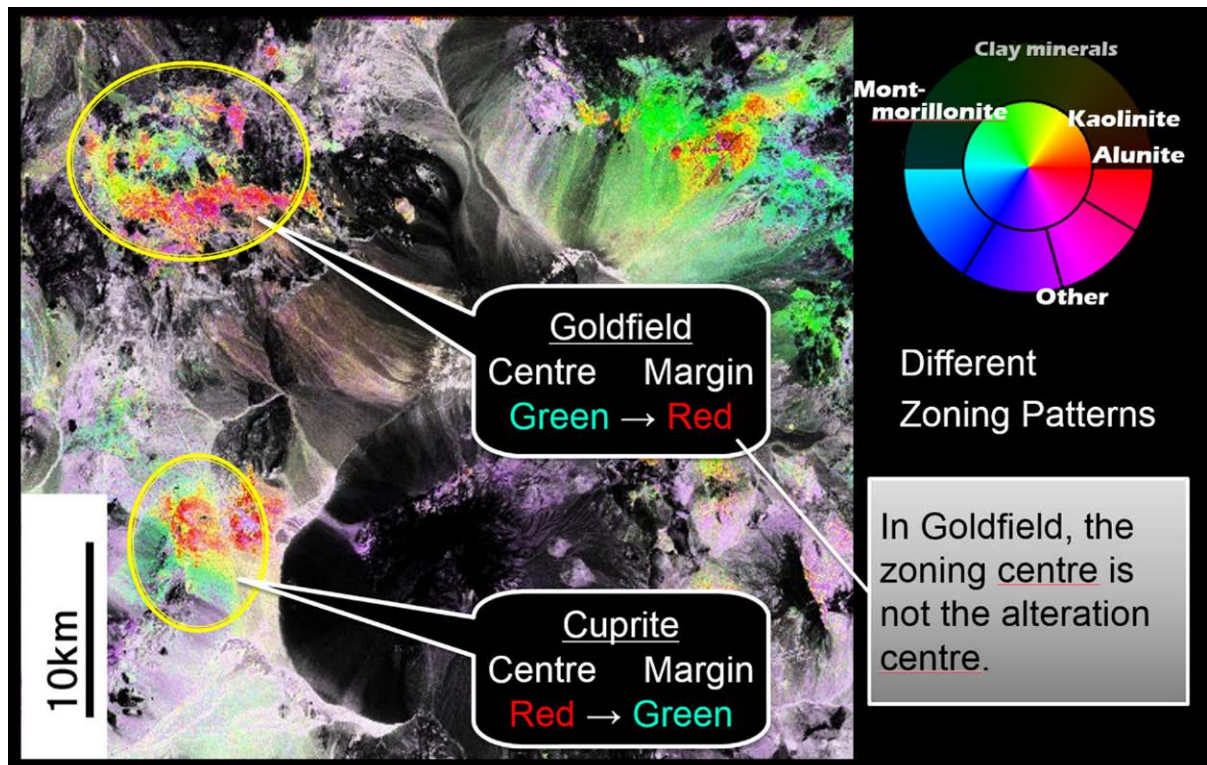 Clay minerals
Mont-
morillonite
Kaolinite
Alunite
Other
Different
Zoning Patterns
Goldfield
Centre Margin
Green → Red
In Goldfield, the
zoning centre is
not the alteration
centre.
Cuprite
Centre Margin
Red → Green
10km